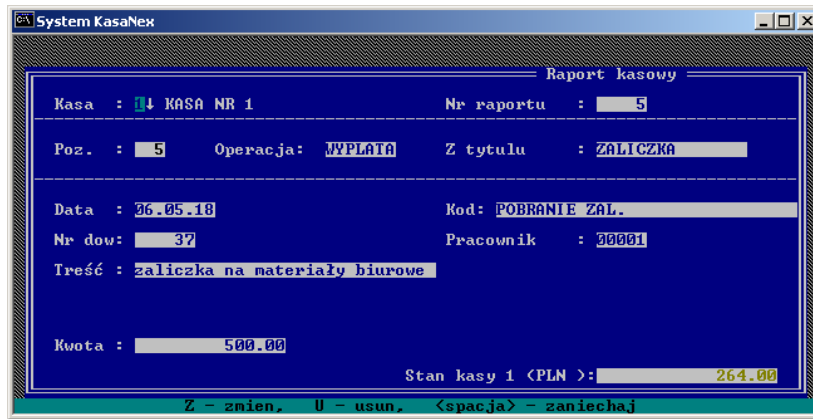 System KasaNex
Raport kasowy
Kasa : 1↓ KASA NR 1 Nr raportu : 5
Poz. : 5 Operacja: WYPLATA Z tytulu : ZALICZKA
Data : 06.05.18 Kod: POBRANIE ZAL.
Nr dow: 37 Pracownik : 00001
Treść : zaliczka na materiały biurowe
Kwota : 500.00
Stan kasy 1 (PLN ): 264.00
Z - zmien, U - usun, <spacja> - zaniechaj